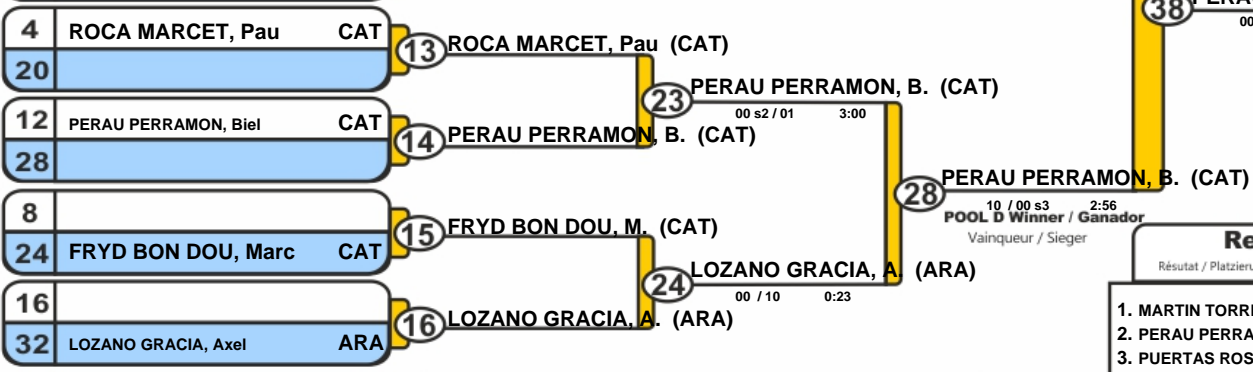 38
00
4 ROCA MARCET, Pau CAT
20
13 ROCA MARCET, Pau (CAT)
12 PERAU PERRAMON, Biel CAT
28
14 PERAU PERRAMON, B. (CAT)
23 PERAU PERRAMON, B. (CAT)
00 s2 / 01 3:00
8
24 FRYD BON DOU, Marc CAT
15 FRYD BON DOU, M. (CAT)
16
32 LOZANO GRACIA, Axel ARA
16 LOZANO GRACIA, A. (ARA)
24 LOZANO GRACIA, A. (ARA)
00 / 10 0:23
28 PERAU PERRAMON, B. (CAT)
10 / 00 s3 2:56
POOL D Winner / Ganador
Vainqueur / Sieger
Re
Résutat / Platzieru
1. MARTIN TORR
2. PERAU PERRA
3. PUERTAS ROS